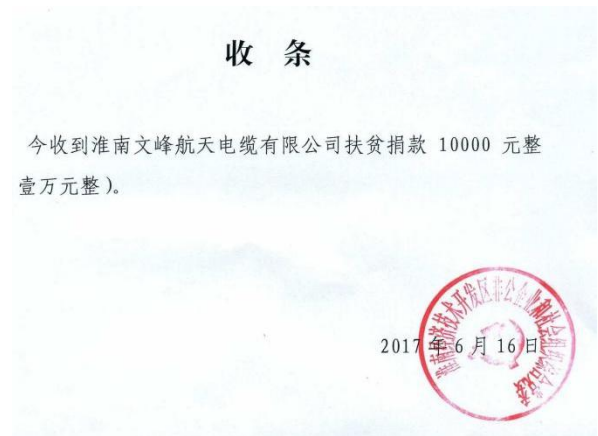 收 条
今收到淮南文峰航天电缆有限公司扶贫捐款 10000 元整
壹万元整)。
2017 年 6 月 16 日